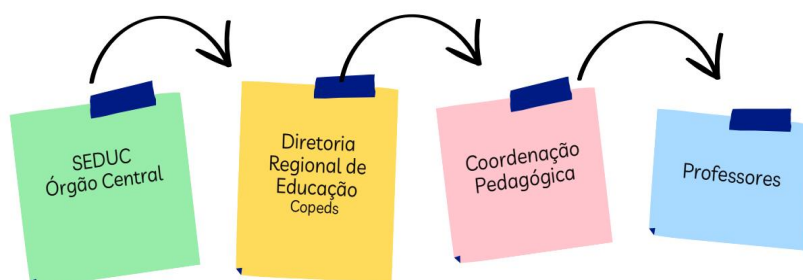 SEDUC
Órgão Central
Diretoria
Regional de
Educação
Copeds
Coordenação
Pedagógica
Professores